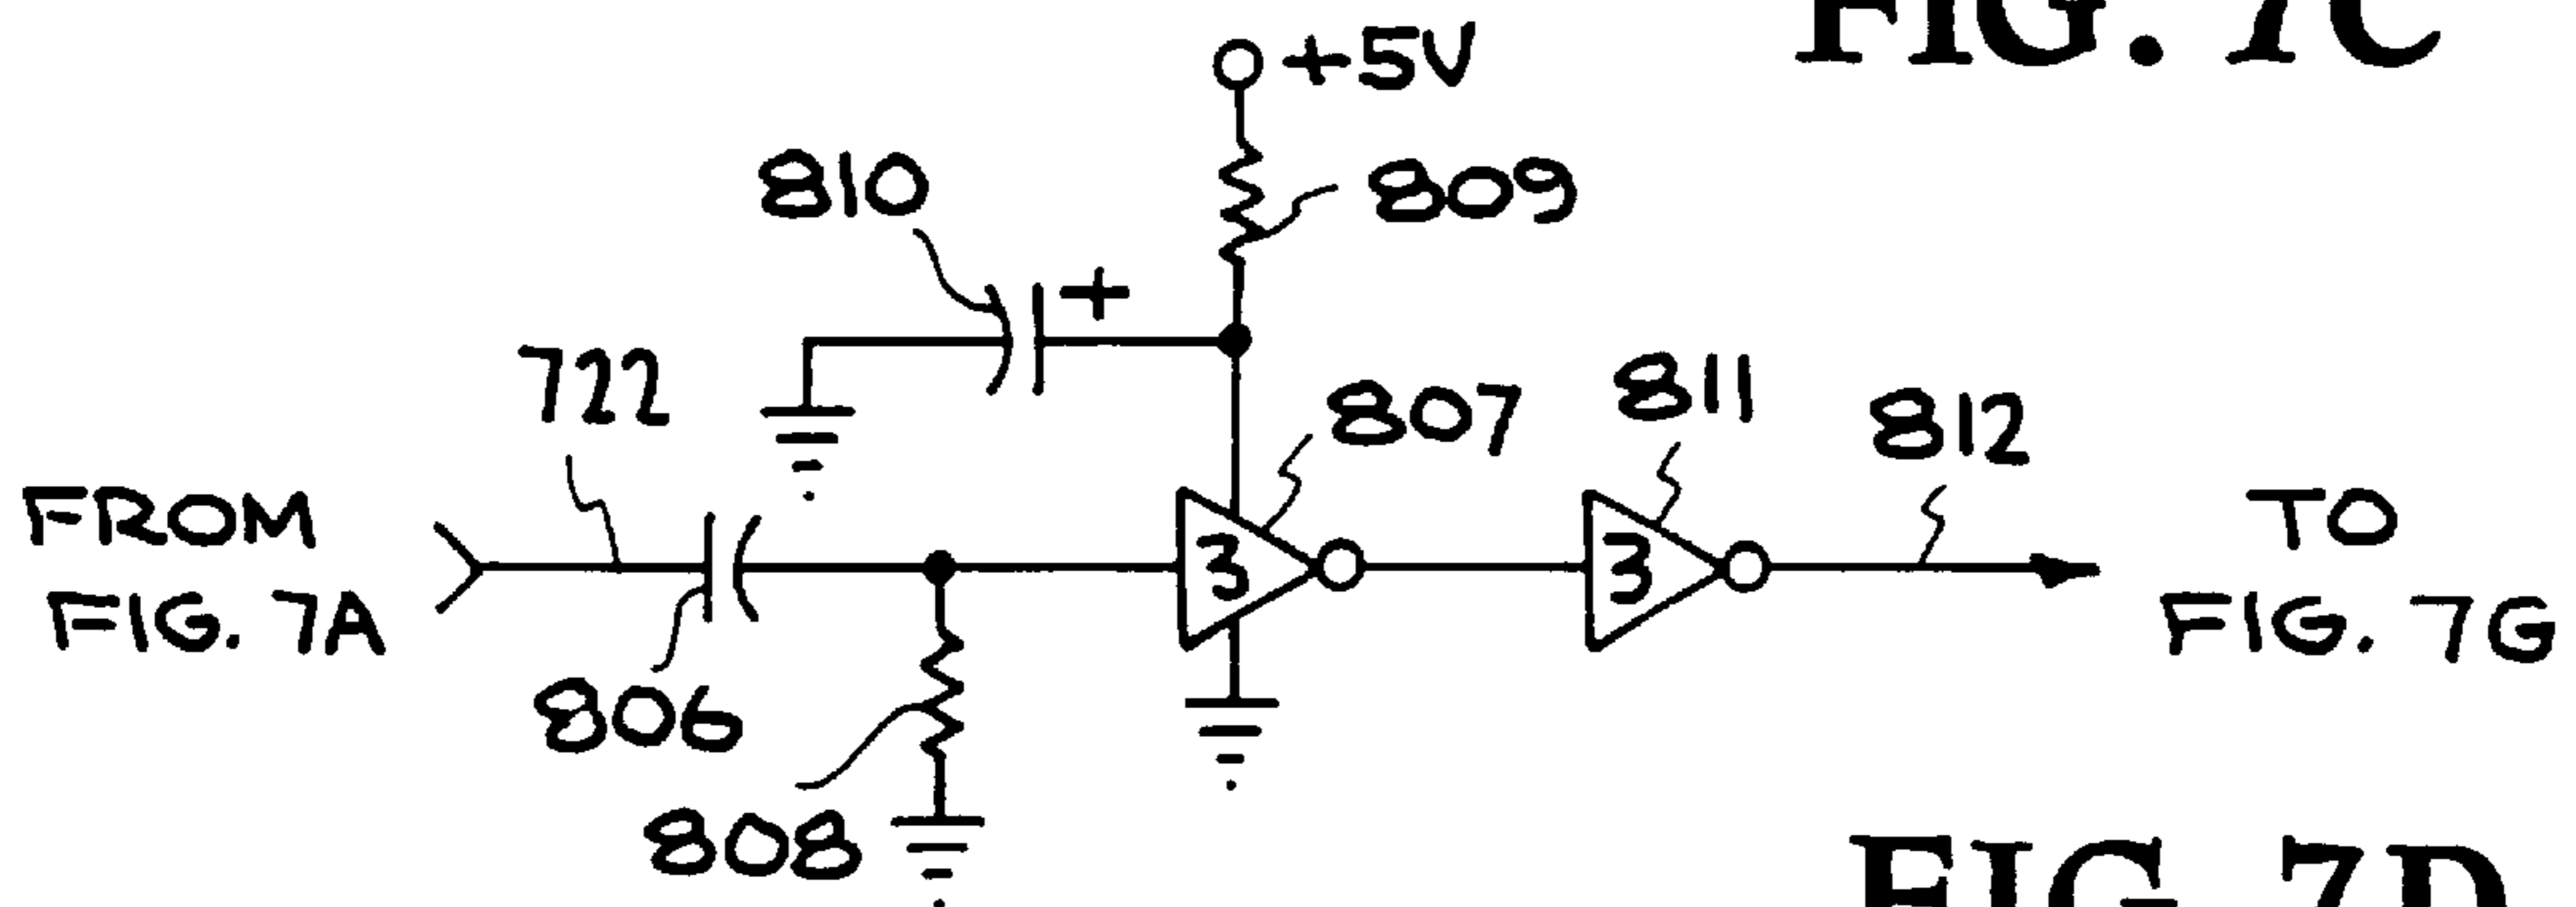 FIG. 7C
+5V
810
809
+
722
807
811
812
FROM
FIG. 7A
3
3
TO
FIG. 7G
806
808
FIG. 7D